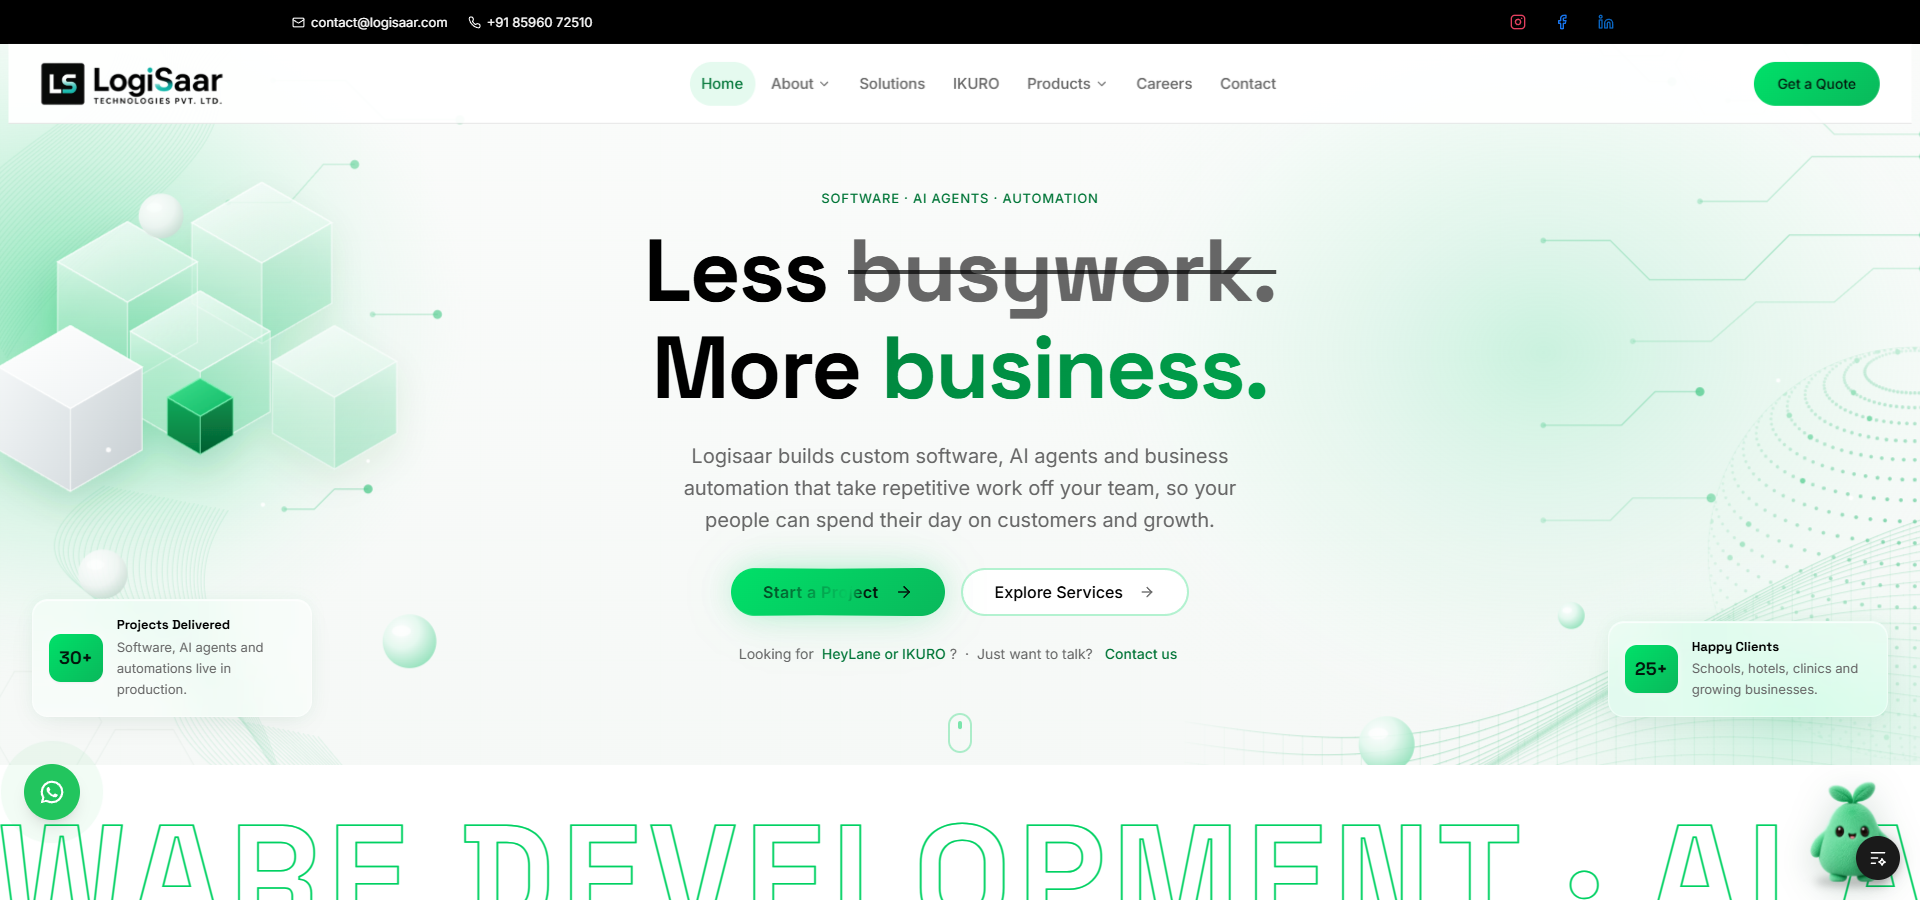 contact@logisaar.com
+91 85960 72510
LS LogiSaar
TECHNOLOGIES PVT. LTD.
Home
About
Solutions
IKURO
Products
Careers
Contact
Get a Quote
SOFTWARE · AI AGENTS · AUTOMATION
Less busywork.
More business.
Logisaar builds custom software, AI agents and business
automation that take repetitive work off your team, so your
people can spend their day on customers and growth.
Start a Project
Explore Services
Looking for HeyLane or IKURO ? · Just want to talk? Contact us
30+
Projects Delivered
Software, AI agents and
automations live in
production.
25+
Happy Clients
Schools, hotels, clinics and
growing businesses.
WARE DEVELOPMENT · AI A